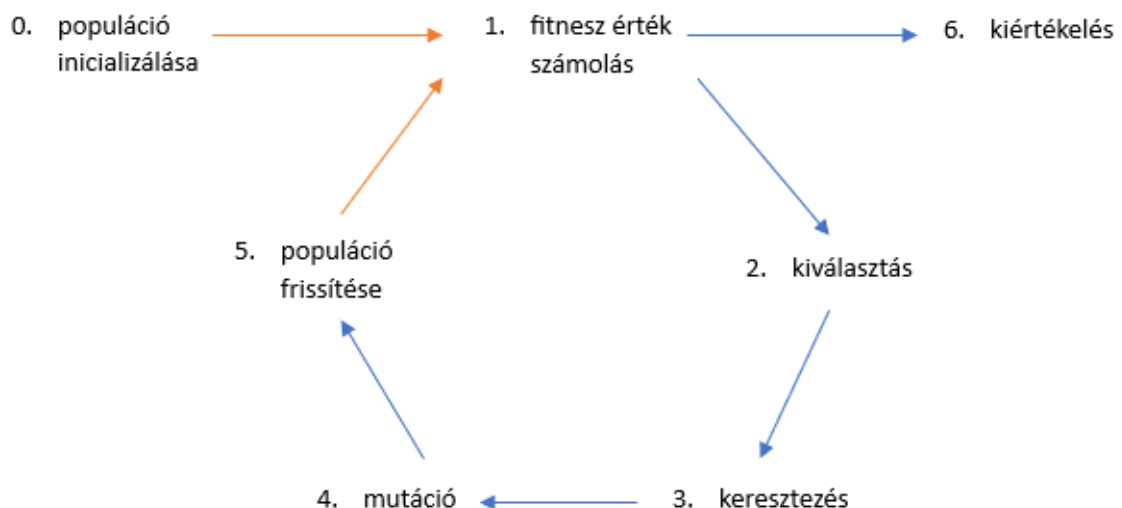 0. populáció
inicializálása
1. fitnesz érték
számolás
6. kiértékelés
5. populáció
frissítése
2. kiválasztás
4. mutáció
3. keresztezés